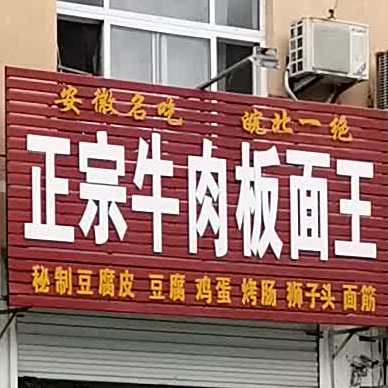 安徽名吃 皖北一绝
正宗牛肉板面王
秘制豆腐皮 豆腐 鸡蛋 烤肠 狮子头 面筋